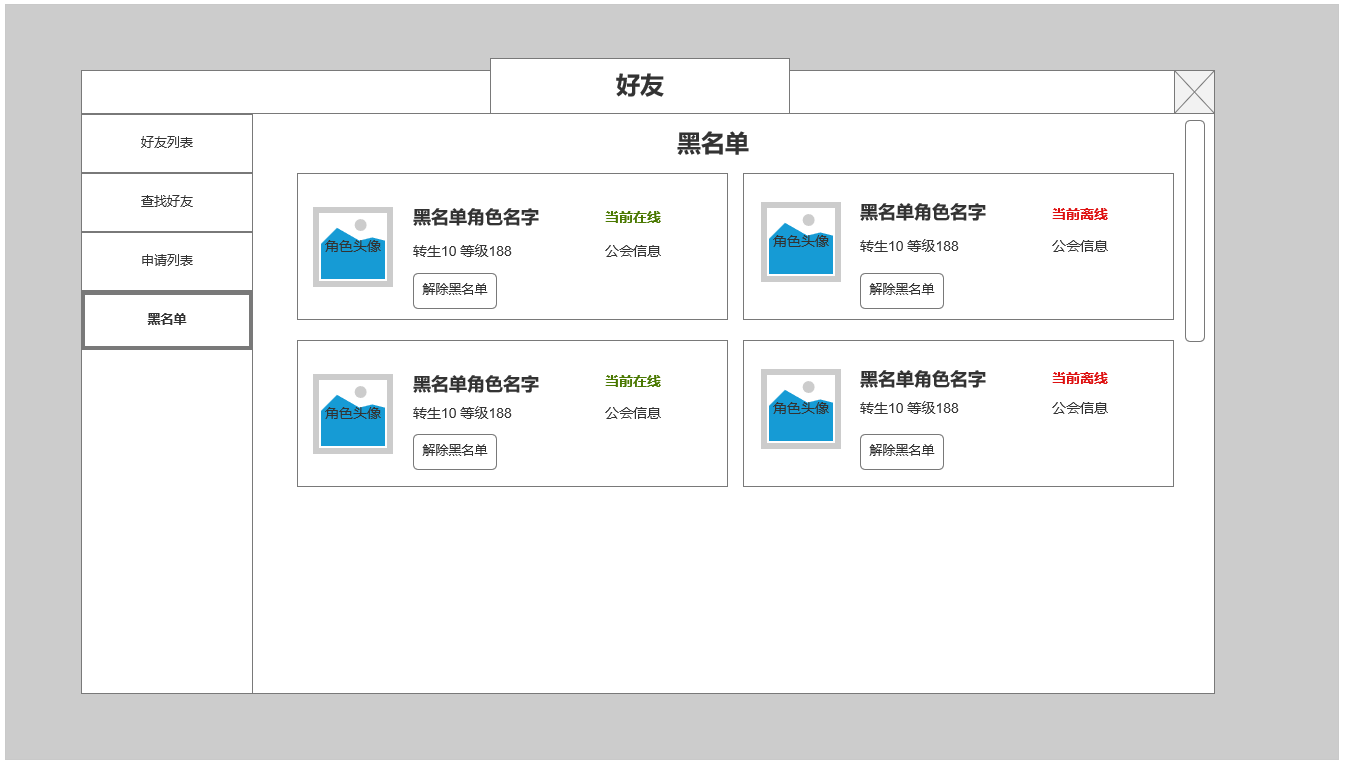 好友
好友列表
查找好友
申请列表
黑名单
黑名单
角色头像
黑名单角色名字
当前在线
转生10 等级188
公会信息
解除黑名单
角色头像
黑名单角色名字
当前离线
转生10 等级188
公会信息
解除黑名单
角色头像
黑名单角色名字
当前在线
转生10 等级188
公会信息
解除黑名单
角色头像
黑名单角色名字
当前离线
转生10 等级188
公会信息
解除黑名单